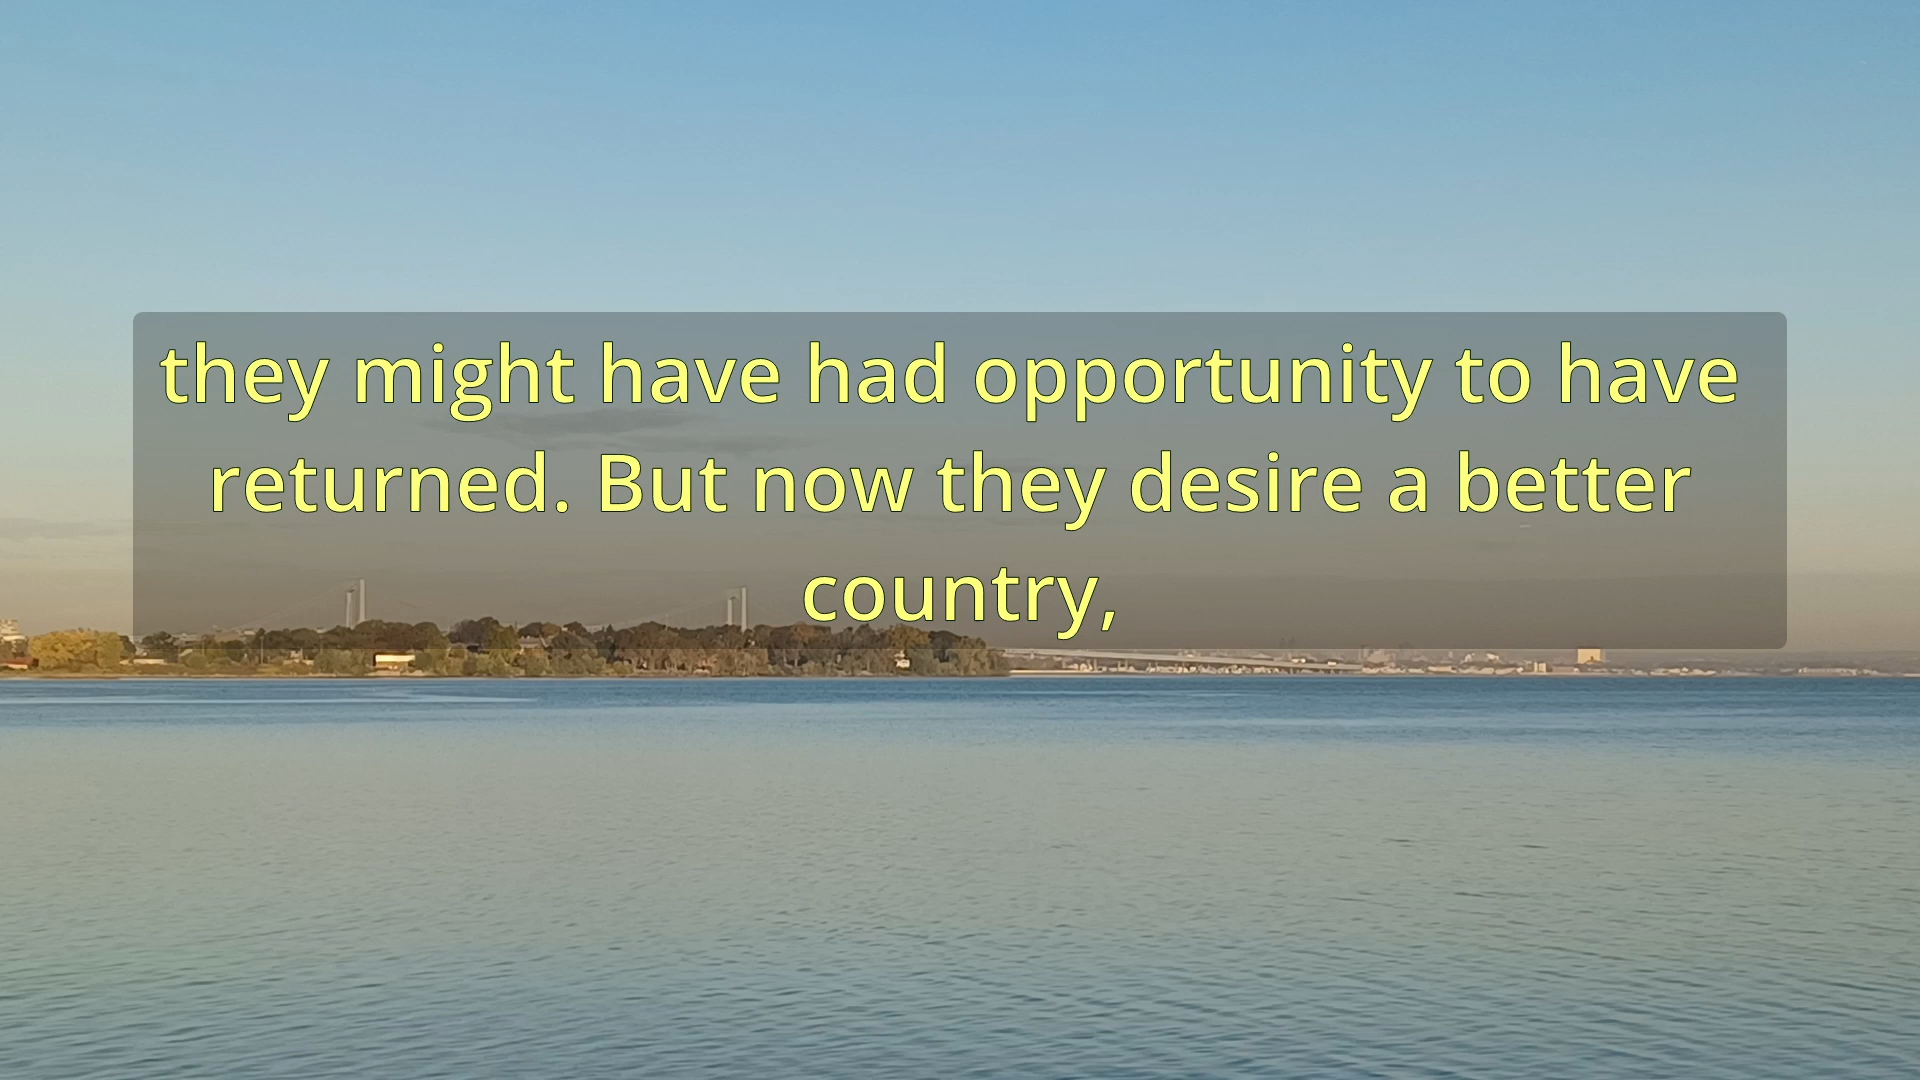 they might have had opportunity to have
returned. But now they desire a better
country,